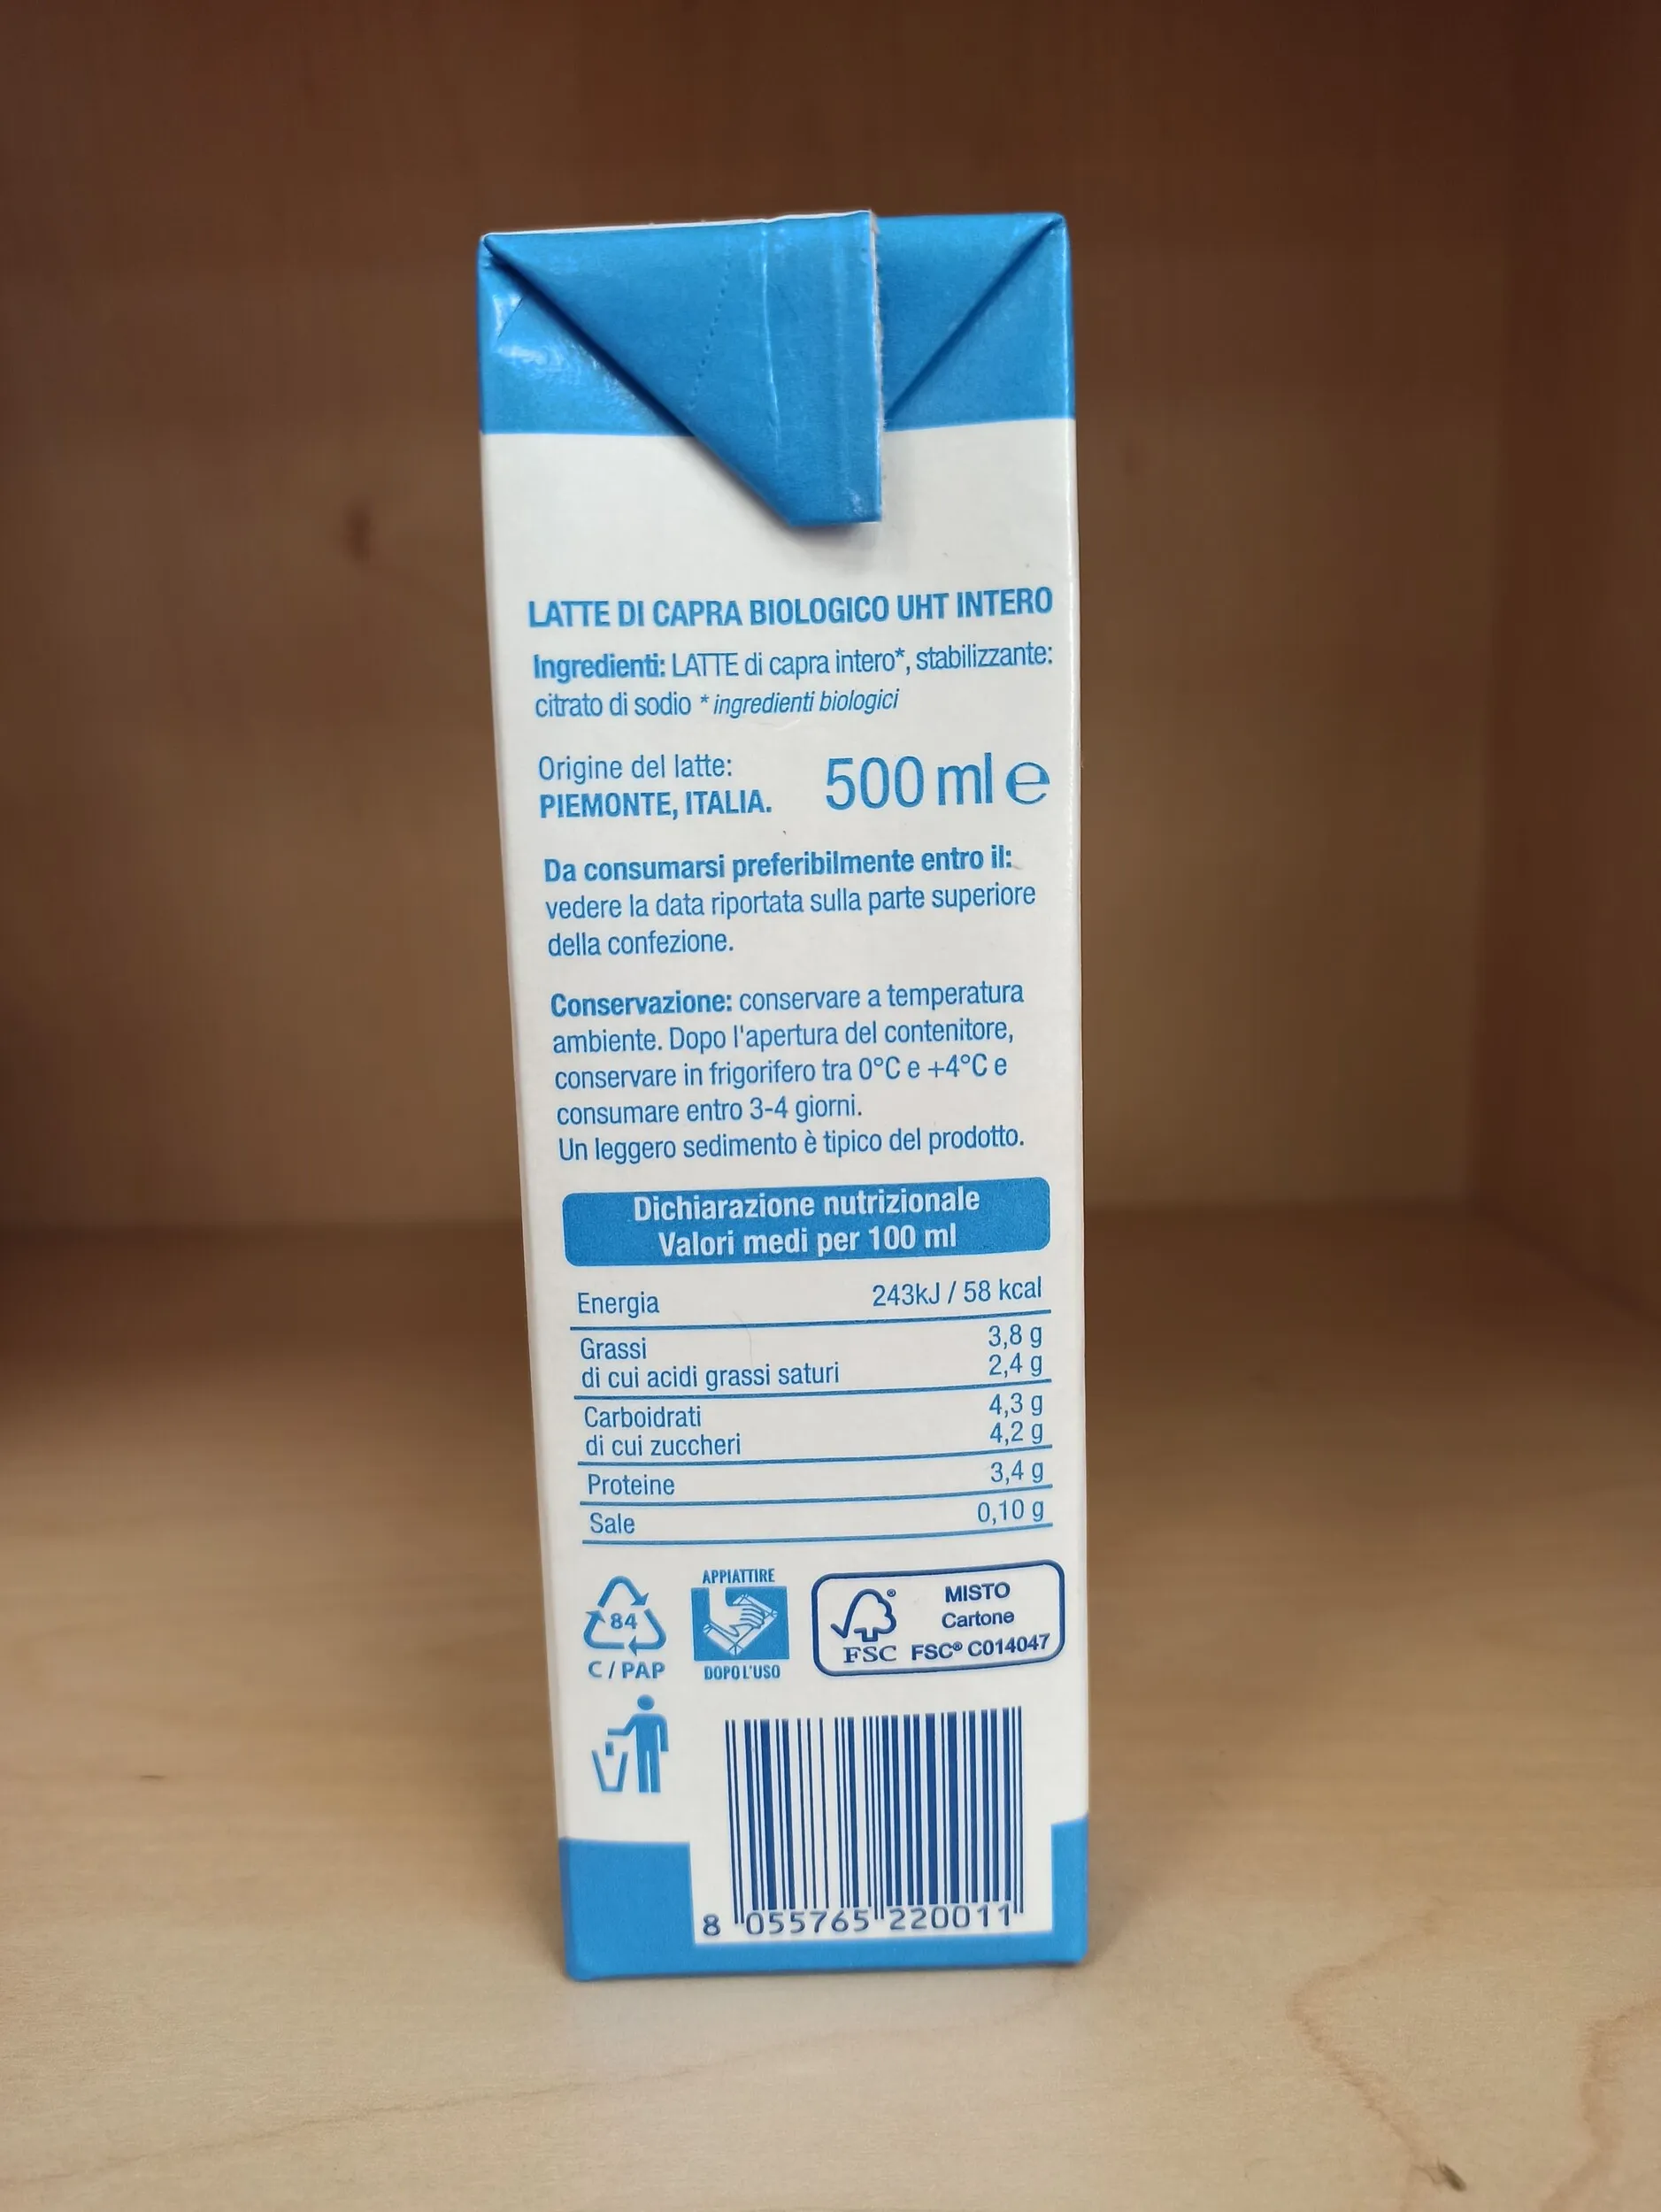 LATTE DI CAPRA BIOLOGICO UHT INTERO
Ingredienti: LATTE di capra intero*, stabilizzante:
citrato di sodio * ingredienti biologici
Origine del latte:
PIEMONTE, ITALIA.
500 ml e
Da consumarsi preferibilmente entro il:
vedere la data riportata sulla parte superiore
della confezione.
Conservazione: conservare a temperatura
ambiente. Dopo l'apertura del contenitore,
conservare in frigorifero tra 0°C e +4°C e
consumare entro 3-4 giorni.
Un leggero sedimento è tipico del prodotto.
Dichiarazione nutrizionale
Valori medi per 100 ml
Energia 243kJ / 58 kcal
Grassi 3,8 g
di cui acidi grassi saturi 2,4 g
Carboidrati 4,3 g
di cui zuccheri 4,2 g
Proteine 3,4 g
Sale 0,10 g
84
C / PAP
APPIATTIRE
DOPO L'USO
MISTO
Cartone
FSC® C014047
® FSC
8 055765 220011